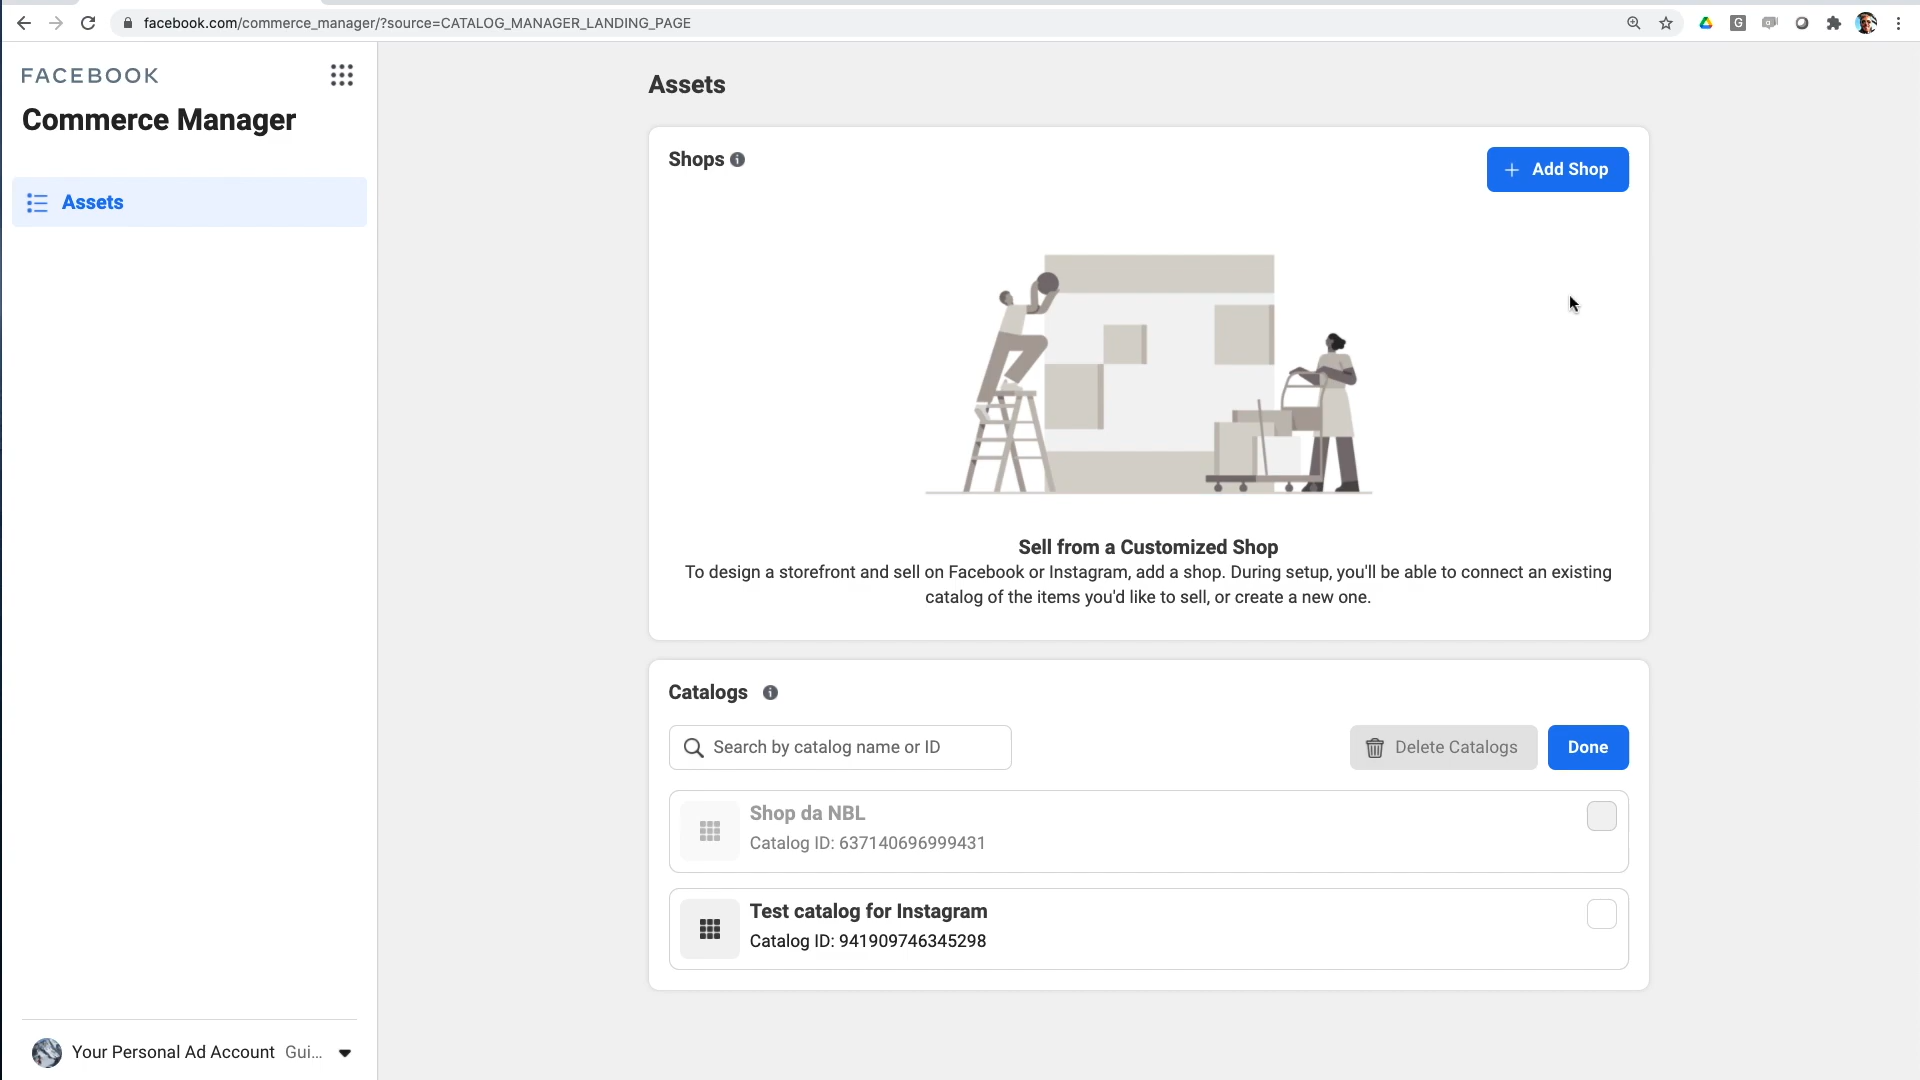 facebook.com/commerce_manager/?source=CATALOG_MANAGER_LANDING_PAGE
FACEBOOK
Commerce Manager
Assets
Assets
Shops
+ Add Shop
Sell from a Customized Shop
To design a storefront and sell on Facebook or Instagram, add a shop. During setup, you'll be able to connect an existing
catalog of the items you'd like to sell, or create a new one.
Catalogs
Search by catalog name or ID
Delete Catalogs
Done
Shop da NBL
Catalog ID: 637140696999431
Test catalog for Instagram
Catalog ID: 941909746345298
Your Personal Ad Account Gui...